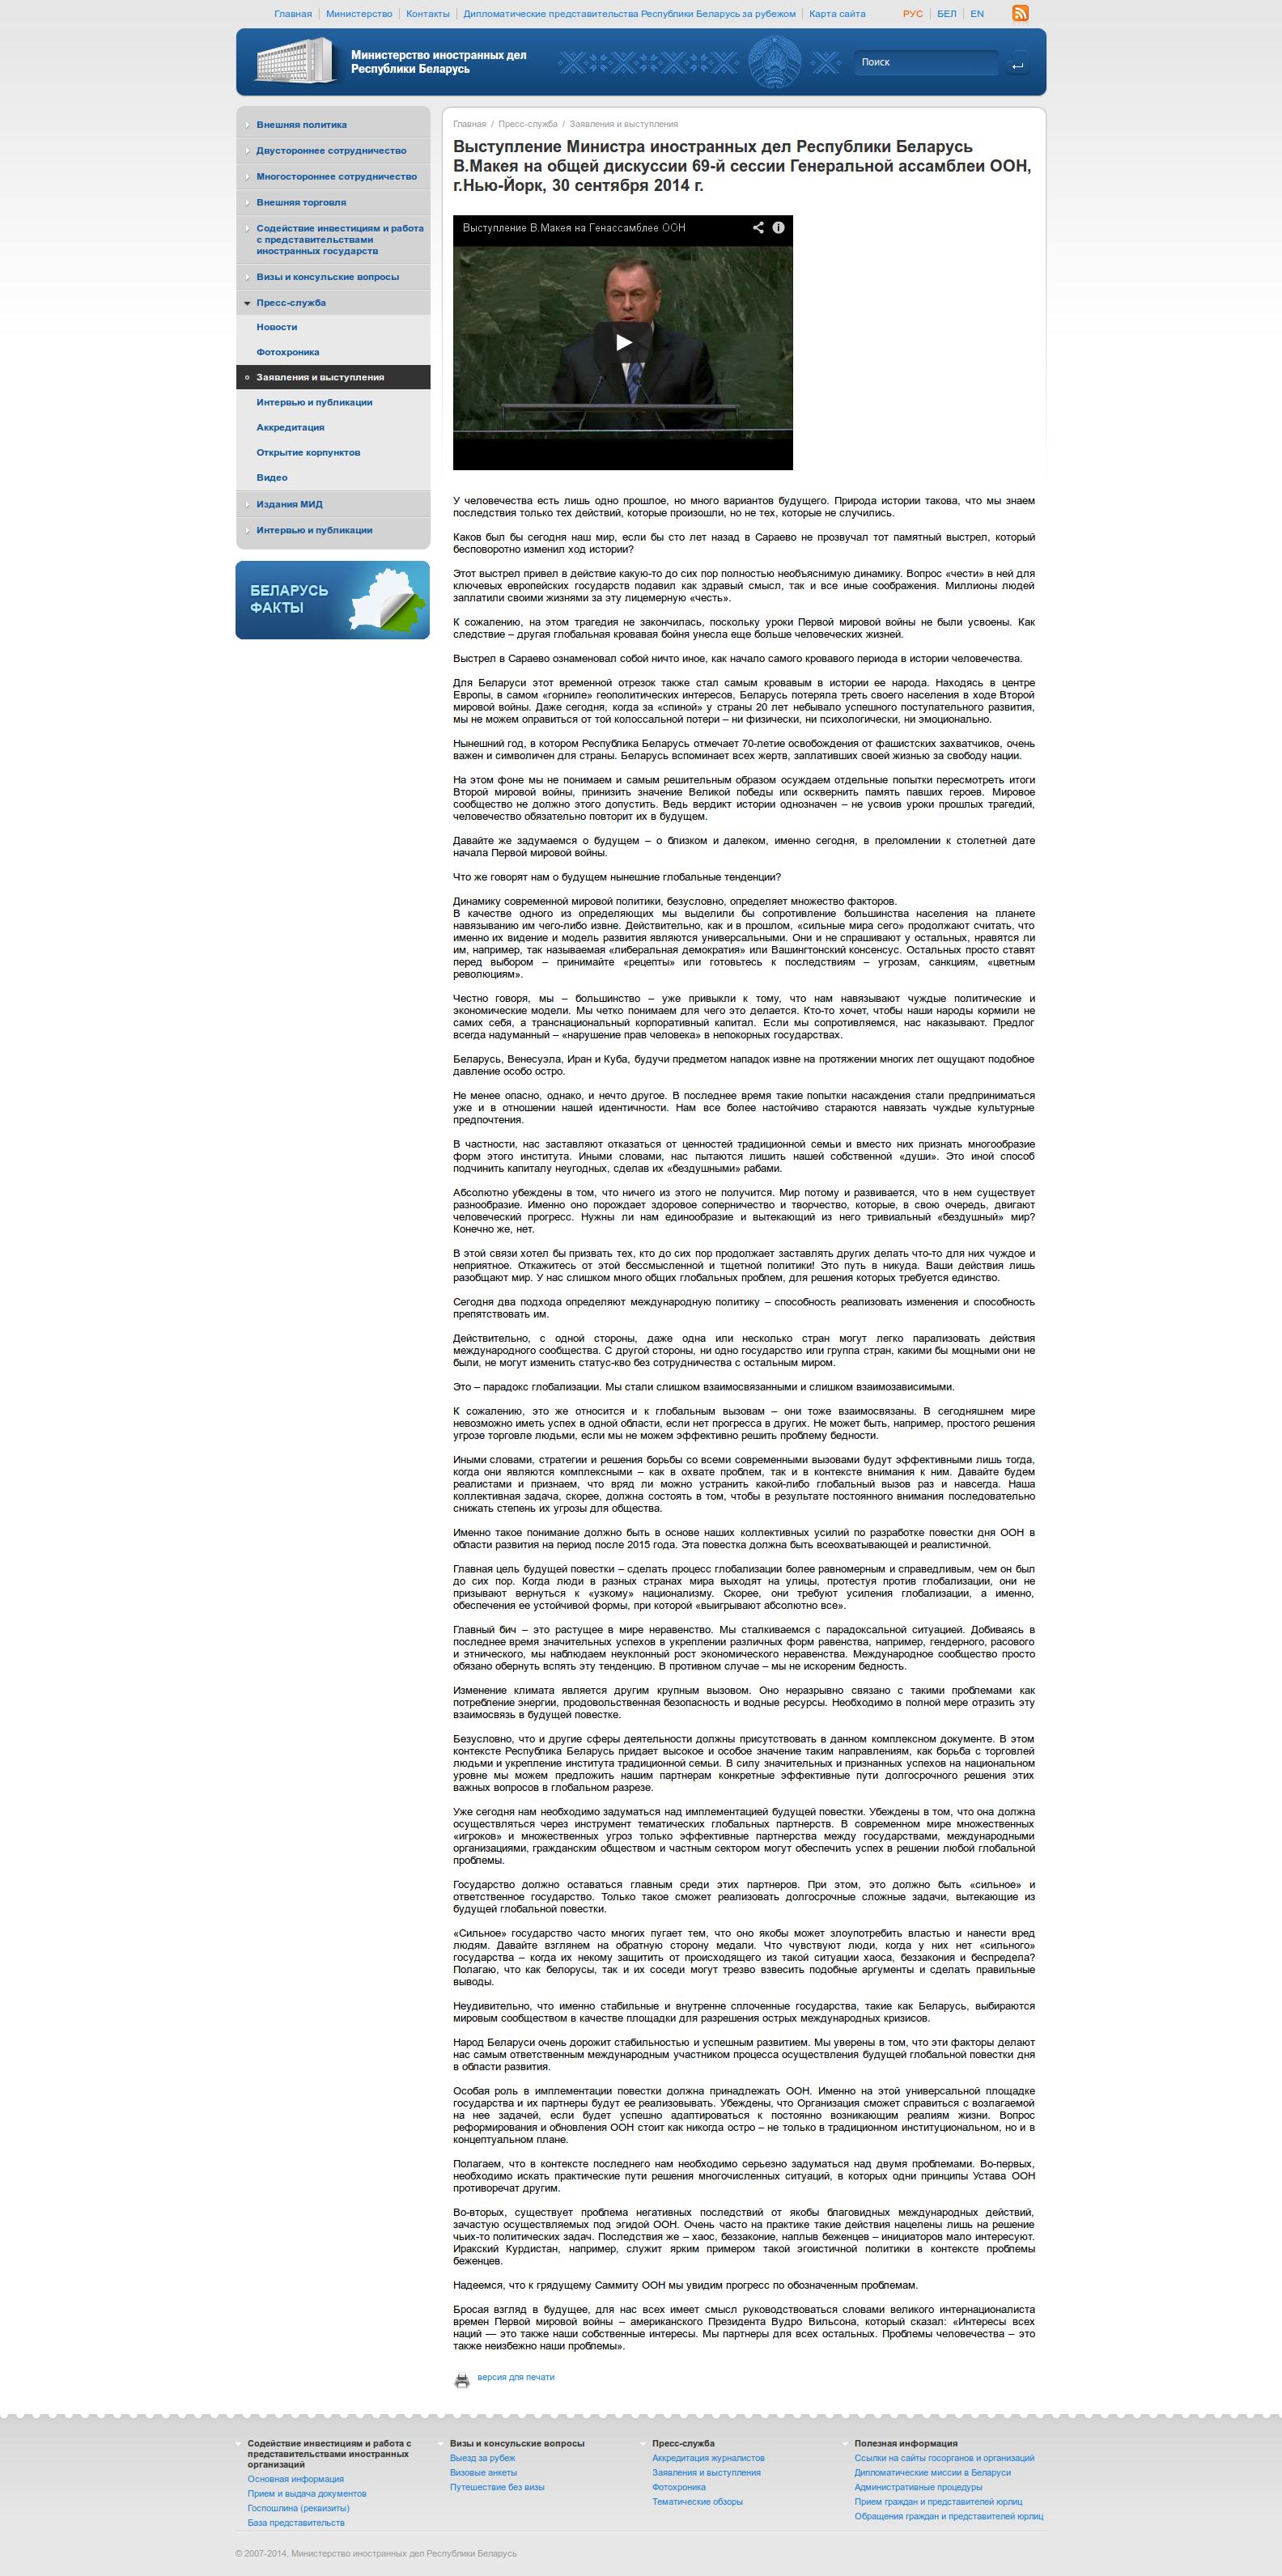 Главная
Министерство
Контакты
Дипломатические представительства Республики Беларусь за рубежом
Карта сайта
РУС
БЕЛ
EN
Министерство иностранных дел
Республики Беларусь
Поиск
Внешняя политика
Двустороннее сотрудничество
Многостороннее сотрудничество
Внешняя торговля
Содействие инвестициям и работа
с представительствами
иностранных государств
Визы и консульские вопросы
Пресс-служба
Новости
Фотохроника
Заявления и выступления
Интервью и публикации
Аккредитация
Открытие корпунктов
Видео
Издания МИД
Интервью и публикации
БЕЛАРУСЬ
ФАКТЫ
Главная / Пресс-служба / Заявления и выступления
Выступление Министра иностранных дел Республики Беларусь
В.Макея на общей дискуссии 69-й сессии Генеральной ассамблеи ООН,
г.Нью-Йорк, 30 сентября 2014 г.
Выступление В.Макея на Генассамблее ООН
У человечества есть лишь одно прошлое, но много вариантов будущего. Природа истории такова, что мы знаем
последствия только тех действий, которые произошли, но не тех, которые не случились.
Каков был бы сегодня наш мир, если бы сто лет назад в Сараево не прозвучал тот памятный выстрел, который
бесповоротно изменил ход истории?
Этот выстрел привел в действие какую-то до сих пор полностью необъяснимую динамику. Вопрос «чести» в ней для
ключевых европейских государств подавил как здравый смысл, так и все иные соображения. Миллионы людей
заплатили своими жизнями за эту лицемерную «честь».
К сожалению, на этом трагедия не закончилась, поскольку уроки Первой мировой войны не были усвоены. Как
следствие – другая глобальная кровавая бойня унесла еще больше человеческих жизней.
Выстрел в Сараево ознаменовал собой ничто иное, как начало самого кровавого периода в истории человечества.
Для Беларуси этот временной отрезок также стал самым кровавым в истории ее народа. Находясь в центре
Европы, в самом «горниле» геополитических интересов, Беларусь потеряла треть своего населения в ходе Второй
мировой войны. Даже сегодня, когда за «спиной» у страны 20 лет небывало успешного поступательного развития,
мы не можем оправиться от той колоссальной потери – ни физически, ни психологически, ни эмоционально.
Нынешний год, в котором Республика Беларусь отмечает 70-летие освобождения от фашистских захватчиков, очень
важен и символичен для страны. Беларусь вспоминает всех жертв, заплативших своей жизнью за свободу нации.
На этом фоне мы не понимаем и самым решительным образом осуждаем отдельные попытки пересмотреть итоги
Второй мировой войны, принизить значение Великой победы или осквернить память павших героев. Мировое
сообщество не должно этого допустить. Ведь вердикт истории однозначен – не усвоив уроки прошлых трагедий,
человечество обязательно повторит их в будущем.
Давайте же задумаемся о будущем – о близком и далеком, именно сегодня, в преломлении к столетней дате
начала Первой мировой войны.
Что же говорят нам о будущем нынешние глобальные тенденции?
Динамику современной мировой политики, безусловно, определяет множество факторов.
В качестве одного из определяющих мы выделили бы сопротивление большинства населения на планете
навязыванию им чего-либо извне. Действительно, как и в прошлом, «сильные мира сего» продолжают считать, что
именно их видение и модель развития являются универсальными. Они и не спрашивают у остальных, нравятся ли
им, например, так называемая «либеральная демократия» или Вашингтонский консенсус. Остальных просто ставят
перед выбором – принимайте «рецепты» или готовьтесь к последствиям – угрозам, санкциям, «цветным
революциям».
Честно говоря, мы – большинство – уже привыкли к тому, что нам навязывают чуждые политические и
экономические модели. Мы четко понимаем для чего это делается. Кто-то хочет, чтобы наши народы кормили не
самих себя, а транснациональный корпоративный капитал. Если мы сопротивляемся, нас наказывают. Предлог
всегда надуманный – «нарушение прав человека» в непокорных государствах.
Беларусь, Венесуэла, Иран и Куба, будучи предметом нападок извне на протяжении многих лет ощущают подобное
давление особо остро.
Не менее опасно, однако, и нечто другое. В последнее время такие попытки насаждения стали предприниматься
уже и в отношении нашей идентичности. Нам все более настойчиво стараются навязать чуждые культурные
предпочтения.
В частности, нас заставляют отказаться от ценностей традиционной семьи и вместо них признать многообразие
форм этого института. Иными словами, нас пытаются лишить нашей собственной «души». Это иной способ
подчинить капиталу неугодных, сделав их «бездушными» рабами.
Абсолютно убеждены в том, что ничего из этого не получится. Мир потому и развивается, что в нем существует
разнообразие. Именно оно порождает здоровое соперничество и творчество, которые, в свою очередь, двигают
человеческий прогресс. Нужны ли нам единообразие и вытекающий из него тривиальный «бездушный» мир?
Конечно же, нет.
В этой связи хотел бы призвать тех, кто до сих пор продолжает заставлять других делать что-то для них чуждое и
неприятное. Откажитесь от этой бессмысленной и тщетной политики! Это путь в никуда. Ваши действия лишь
разобщают мир. У нас слишком много общих глобальных проблем, для решения которых требуется единство.
Сегодня два подхода определяют международную политику – способность реализовать изменения и способность
препятствовать им.
Действительно, с одной стороны, даже одна или несколько стран могут легко парализовать действия
международного сообщества. С другой стороны, ни одно государство или группа стран, какими бы мощными они не
были, не могут изменить статус-кво без сотрудничества с остальным миром.
Это – парадокс глобализации. Мы стали слишком взаимосвязанными и слишком взаимозависимыми.
К сожалению, это же относится и к глобальным вызовам – они тоже взаимосвязаны. В сегодняшнем мире
невозможно иметь успех в одной области, если нет прогресса в других. Не может быть, например, простого решения
угрозе торговле людьми, если мы не можем эффективно решить проблему бедности.
Иными словами, стратегии и решения борьбы со всеми современными вызовами будут эффективными лишь тогда,
когда они являются комплексными – как в охвате проблем, так и в контексте внимания к ним. Давайте будем
реалистами и признаем, что вряд ли можно устранить какой-либо глобальный вызов раз и навсегда. Наша
коллективная задача, скорее, должна состоять в том, чтобы в результате постоянного внимания последовательно
снижать степень их угрозы для общества.
Именно такое понимание должно быть в основе наших коллективных усилий по разработке повестки дня ООН в
области развития на период после 2015 года. Эта повестка должна быть всеохватывающей и реалистичной.
Главная цель будущей повестки – сделать процесс глобализации более равномерным и справедливым, чем он был
до сих пор. Когда люди в разных странах мира выходят на улицы, протестуя против глобализации, они не
призывают вернуться к «узкому» национализму. Скорее, они требуют усиления глобализации, а именно,
обеспечения ее устойчивой формы, при которой «выигрывают абсолютно все».
Главный бич – это растущее в мире неравенство. Мы сталкиваемся с парадоксальной ситуацией. Добиваясь в
последнее время значительных успехов в укреплении различных форм равенства, например, гендерного, расового
и этнического, мы наблюдаем неуклонный рост экономического неравенства. Международное сообщество просто
обязано обернуть вспять эту тенденцию. В противном случае – мы не искореним бедность.
Изменение климата является другим крупным вызовом. Оно неразрывно связано с такими проблемами как
потребление энергии, продовольственная безопасность и водные ресурсы. Необходимо в полной мере отразить эту
взаимосвязь в будущей повестке.
Безусловно, что и другие сферы деятельности должны присутствовать в данном комплексном документе. В этом
контексте Республика Беларусь придает высокое и особое значение таким направлениям, как борьба с торговлей
людьми и укрепление института традиционной семьи. В силу значительных и признанных успехов на национальном
уровне мы можем предложить нашим партнерам конкретные эффективные пути долгосрочного решения этих
важных вопросов в глобальном разрезе.
Уже сегодня нам необходимо задуматься над имплементацией будущей повестки. Убеждены в том, что она должна
осуществляться через инструмент тематических глобальных партнерств. В современном мире множественных
«игроков» и множественных угроз только эффективные партнерства между государствами, международными
организациями, гражданским обществом и частным сектором могут обеспечить успех в решении любой глобальной
проблемы.
Государство должно оставаться главным среди этих партнеров. При этом, это должно быть «сильное» и
ответственное государство. Только такое сможет реализовать долгосрочные сложные задачи, вытекающие из
будущей глобальной повестки.
«Сильное» государство часто многих пугает тем, что оно якобы может злоупотребить властью и нанести вред
людям. Давайте взглянем на обратную сторону медали. Что чувствуют люди, когда у них нет «сильного»
государства – когда их некому защитить от происходящего из такой ситуации хаоса, беззакония и беспредела?
Полагаю, что как белорусы, так и их соседи могут трезво взвесить подобные аргументы и сделать правильные
выводы.
Неудивительно, что именно стабильные и внутренне сплоченные государства, такие как Беларусь, выбираются
мировым сообществом в качестве площадки для разрешения острых международных кризисов.
Народ Беларуси очень дорожит стабильностью и успешным развитием. Мы уверены в том, что эти факторы делают
нас самым ответственным международным участником процесса осуществления будущей глобальной повестки дня
в области развития.
Особая роль в имплементации повестки должна принадлежать ООН. Именно на этой универсальной площадке
государства и их партнеры будут ее реализовывать. Убеждены, что Организация сможет справиться с возлагаемой
на нее задачей, если будет успешно адаптироваться к постоянно возникающим реалиям жизни. Вопрос
реформирования и обновления ООН стоит как никогда остро – не только в традиционном институциональном, но и в
концептуальном плане.
Полагаем, что в контексте последнего нам необходимо серьезно задуматься над двумя проблемами. Во-первых,
необходимо искать практические пути решения многочисленных ситуаций, в которых одни принципы Устава ООН
противоречат другим.
Во-вторых, существует проблема негативных последствий от якобы благовидных международных действий,
зачастую осуществляемых под эгидой ООН. Очень часто на практике такие действия нацелены лишь на решение
чьих-то политических задач. Последствия же – хаос, беззаконие, наплыв беженцев – инициаторов мало интересуют.
Иракский Курдистан, например, служит ярким примером такой эгоистичной политики в контексте проблемы
беженцев.
Надеемся, что к грядущему Саммиту ООН мы увидим прогресс по обозначенным проблемам.
Бросая взгляд в будущее, для нас всех имеет смысл руководствоваться словами великого интернационалиста
времен Первой мировой войны – американского Президента Вудро Вильсона, который сказал: «Интересы всех
наций — это также наши собственные интересы. Мы партнеры для всех остальных. Проблемы человечества – это
также неизбежно наши проблемы».
версия для печати
Содействие инвестициям и работа с
представительствами иностранных
организаций
Основная информация
Прием и выдача документов
Госпошлина (реквизиты)
База представительств
Визы и консульские вопросы
Выезд за рубеж
Визовые анкеты
Путешествие без визы
Пресс-служба
Аккредитация журналистов
Заявления и выступления
Фотохроника
Тематические обзоры
Полезная информация
Ссылки на сайты госорганов и организаций
Дипломатические миссии в Беларуси
Административные процедуры
Прием граждан и представителей юрлиц
Обращения граждан и представителей юрлиц
© 2007-2014, Министерство иностранных дел Республики Беларусь